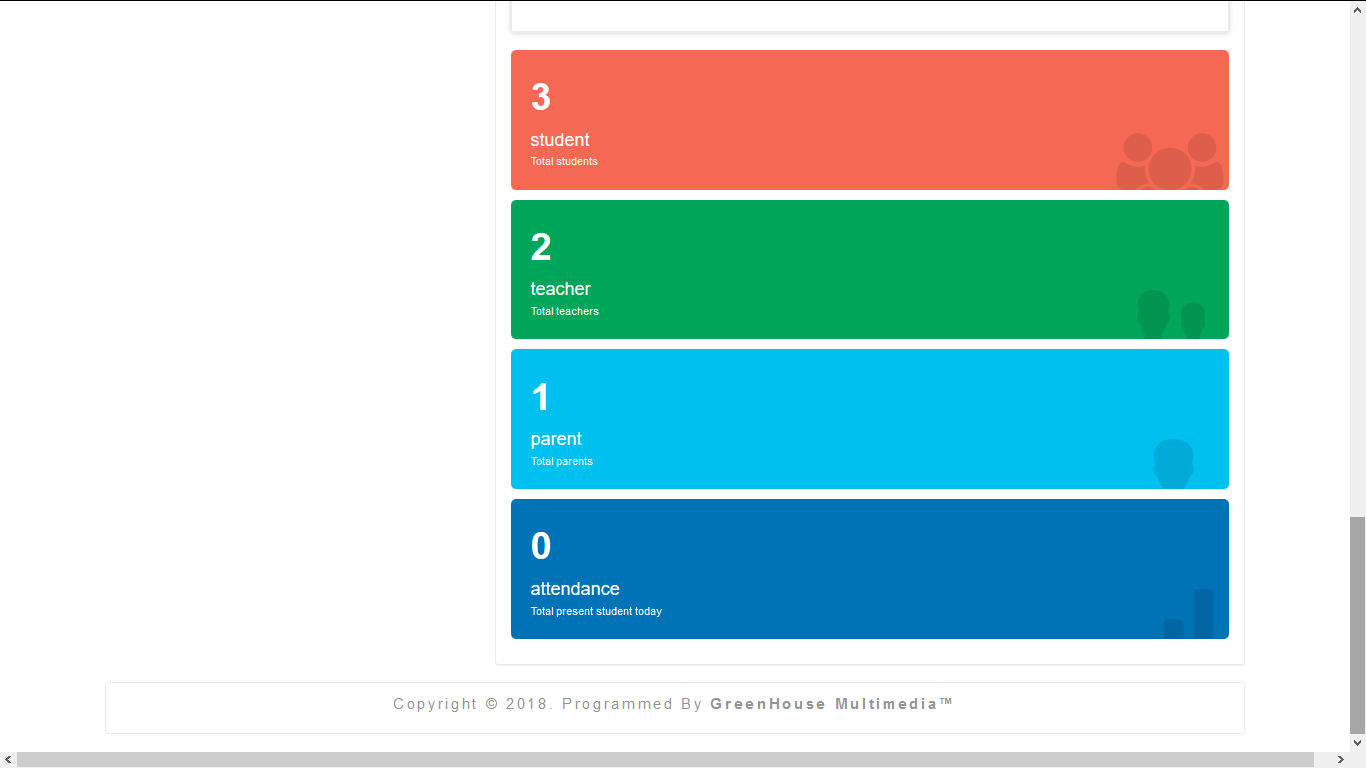 3
student
Total students
2
teacher
Total teachers
1
parent
Total parents
0
attendance
Total present student today
Copyright © 2018. Programmed By GreenHouse Multimedia™